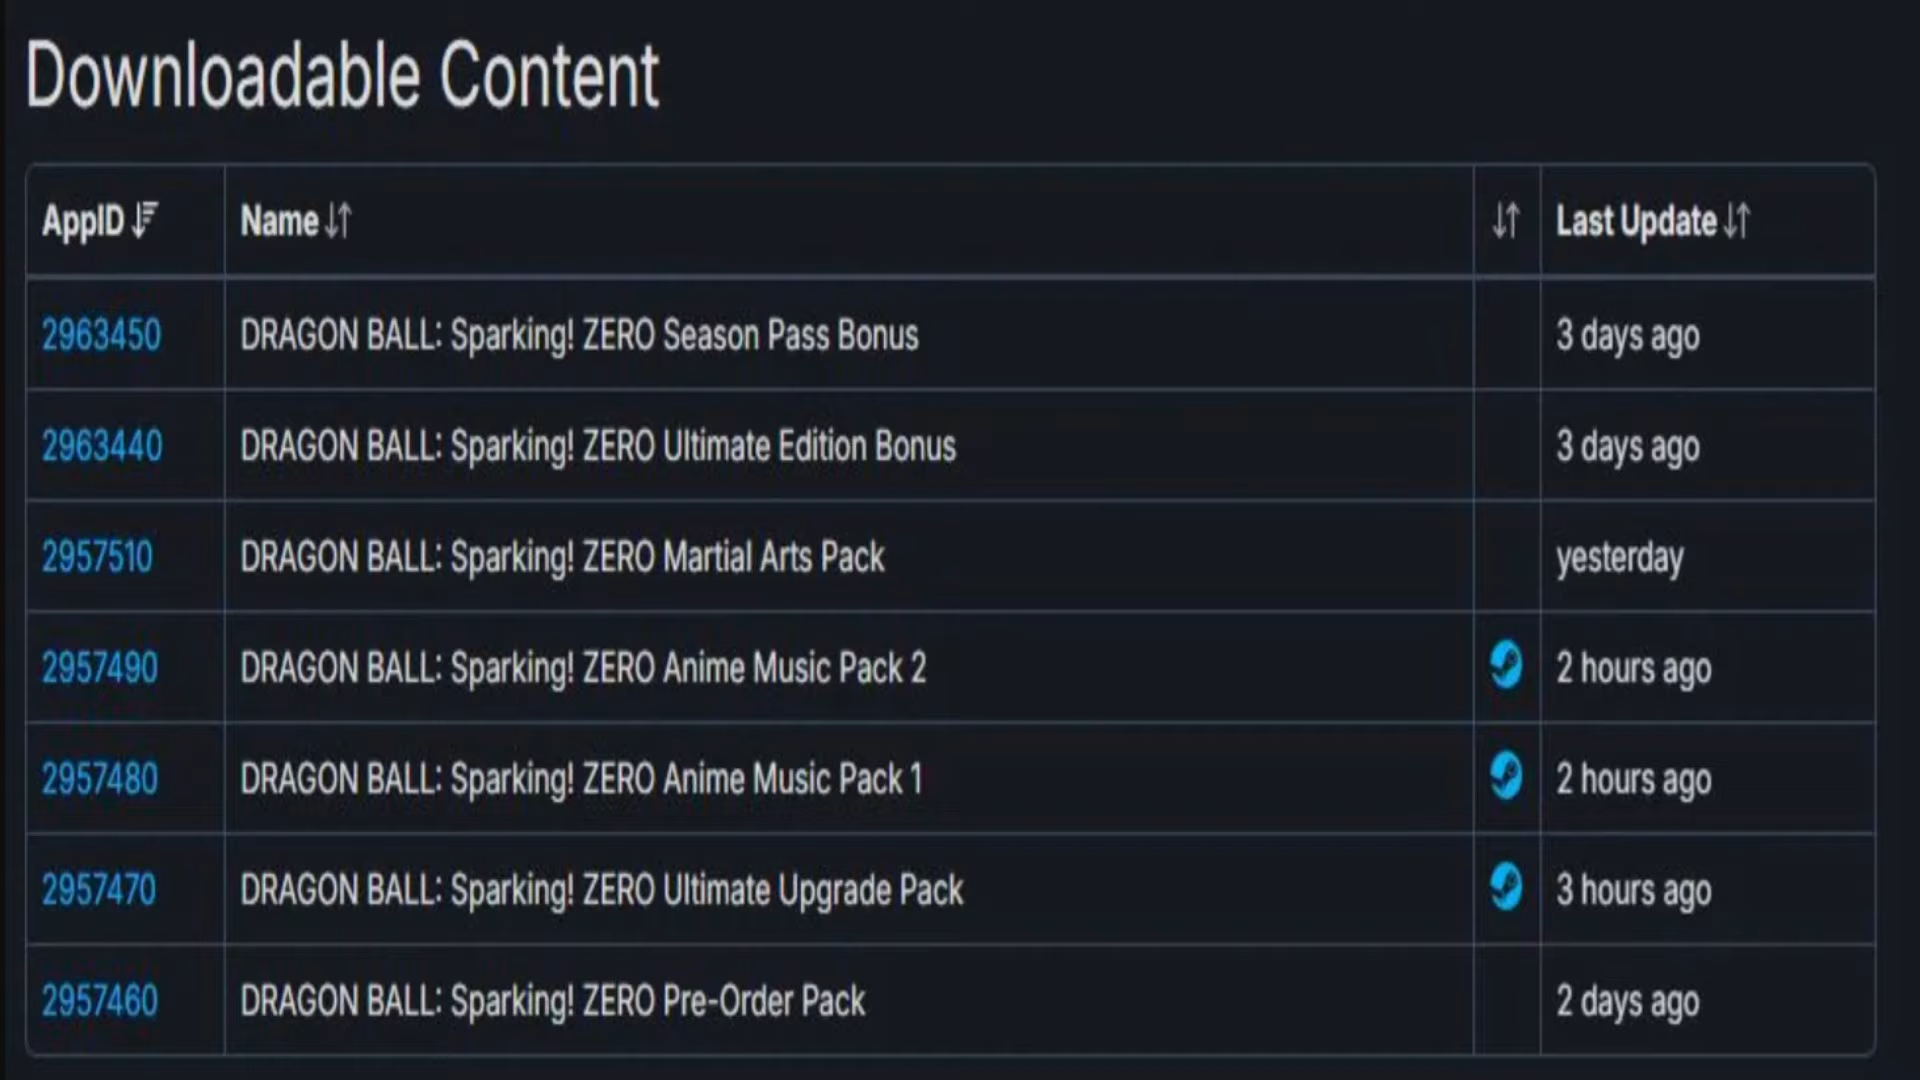 Downloadable Content
AppID Name Last Update
2963450 DRAGON BALL: Sparking! ZERO Season Pass Bonus 3 days ago
2963440 DRAGON BALL: Sparking! ZERO Ultimate Edition Bonus 3 days ago
2957510 DRAGON BALL: Sparking! ZERO Martial Arts Pack yesterday
2957490 DRAGON BALL: Sparking! ZERO Anime Music Pack 2 2 hours ago
2957480 DRAGON BALL: Sparking! ZERO Anime Music Pack 1 2 hours ago
2957470 DRAGON BALL: Sparking! ZERO Ultimate Upgrade Pack 3 hours ago
2957460 DRAGON BALL: Sparking! ZERO Pre-Order Pack 2 days ago